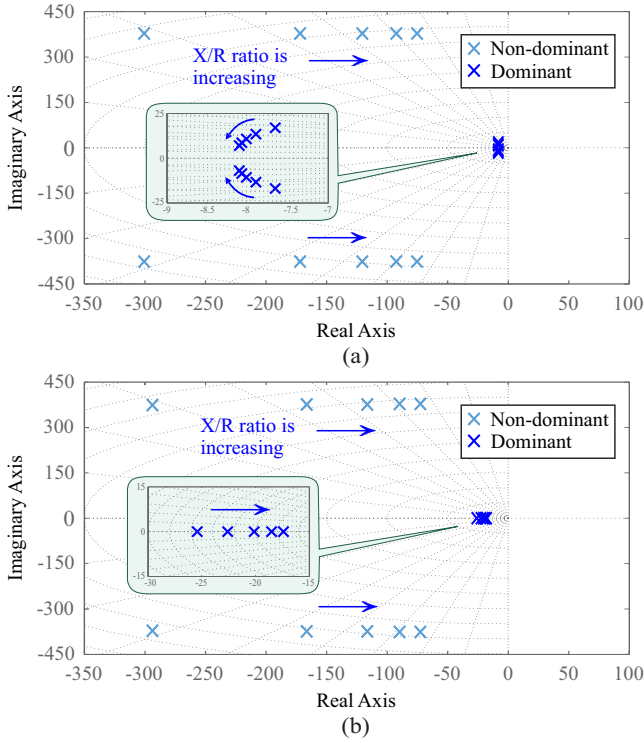 450
300
150
0
-150
-300
-450
Imaginary Axis
X/R ratio is
increasing
Non-dominant
Dominant
25
0
-25
-9 -8.5 -8 -7.5 -7
-350 -300 -250 -200 -150 -100 -50 0 50 100
Real Axis
(a)
450
300
150
0
-150
-300
-450
Imaginary Axis
X/R ratio is
increasing
Non-dominant
Dominant
15
0
-15
-30 -25 -20 -15
-350 -300 -250 -200 -150 -100 -50 0 50 100
Real Axis
(b)